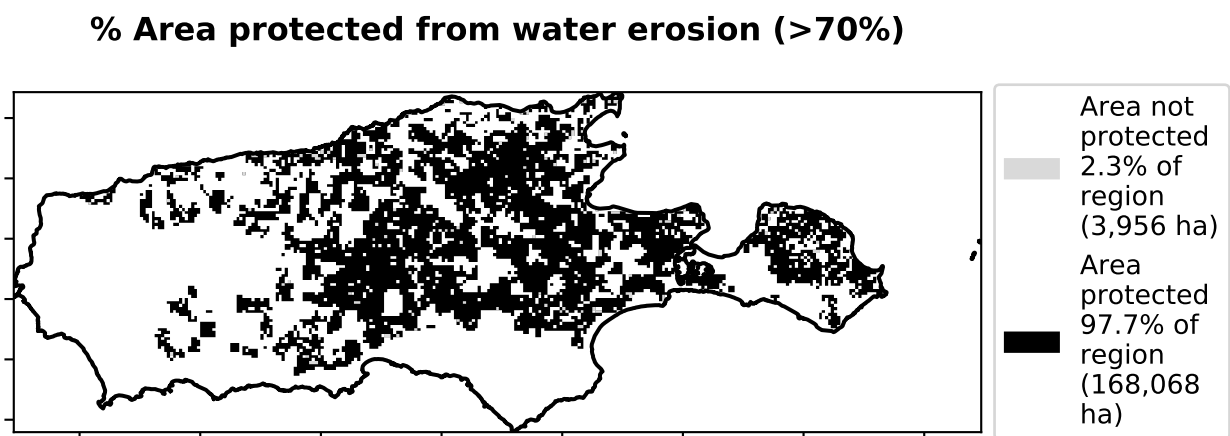 % Area protected from water erosion (>70%)
Area not
protected
2.3% of
region
(3,956 ha)
Area
protected
97.7% of
region
(168,068
ha)